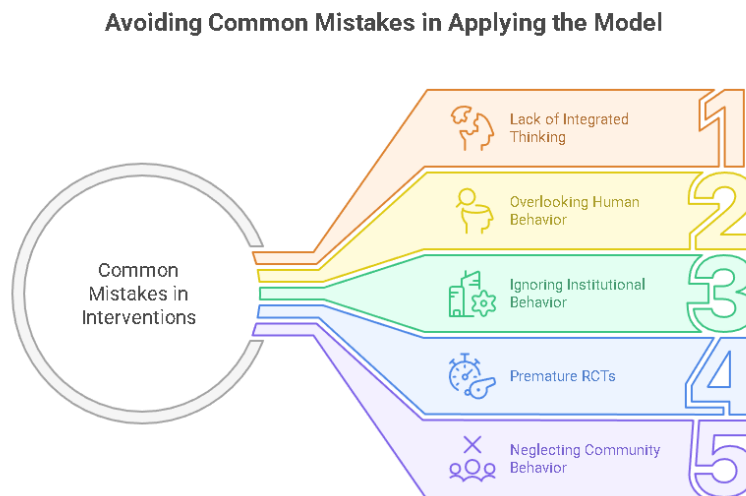 Avoiding Common Mistakes in Applying the Model
Common
Mistakes in
Interventions
Lack of Integrated
Thinking
1
Overlooking Human
Behavior
2
Ignoring Institutional
Behavior
3
Premature RCTs
4
Neglecting Community
Behavior
5